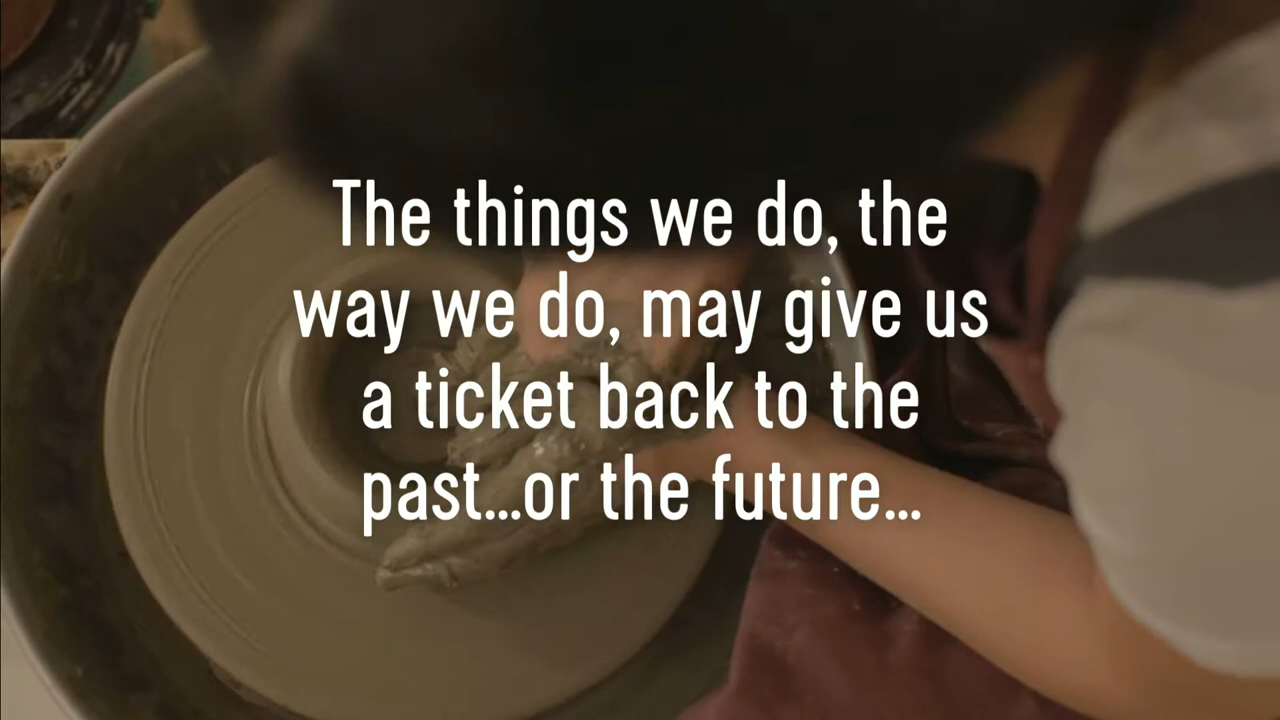 The things we do, the
way we do, may give us
a ticket back to the
past...or the future...